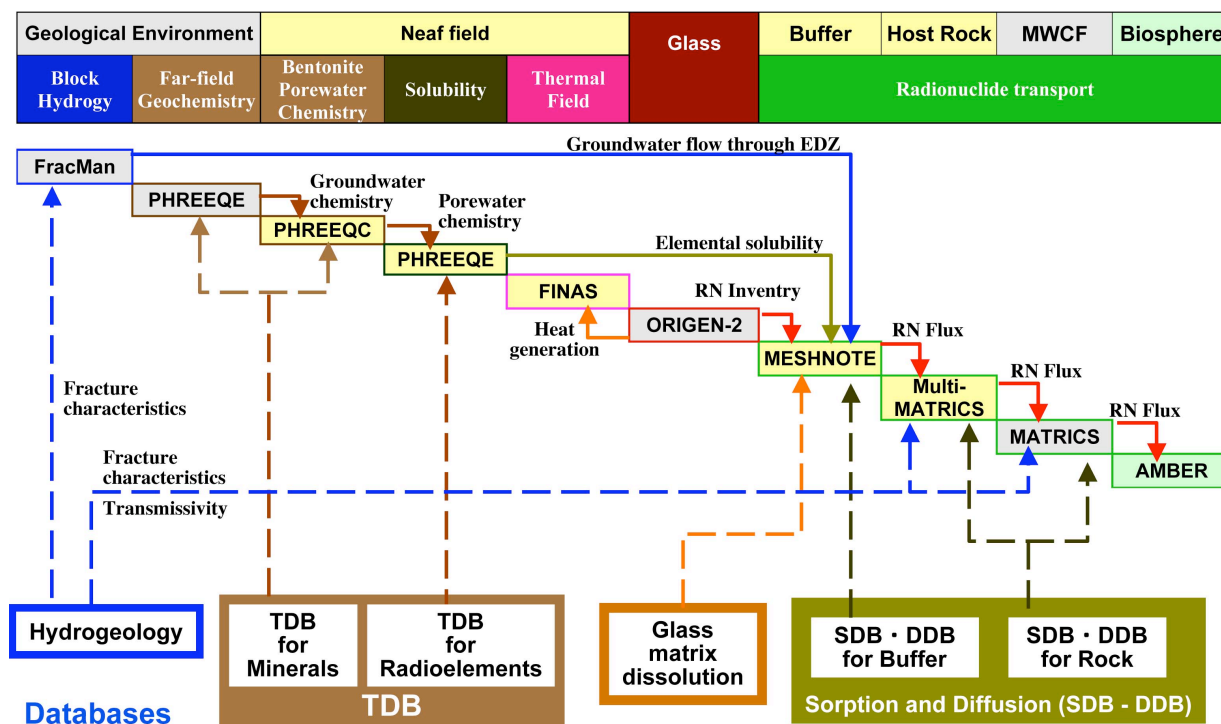 Geological Environment
Neaf field
Glass
Buffer
Host Rock
MWCF
Biosphere
Block
Hydrogy
Far-field
Geochemistry
Bentonite
Porewater
Chemistry
Solubility
Thermal
Field
Radionuclide transport
FracMan
Groundwater flow through EDZ
PHREEQE
Groundwater
chemistry
PHREEQC
Porewater
chemistry
PHREEQE
Elemental solubility
FINAS
RN Inventry
Heat
generation
ORIGEN-2
MESHNOTE
RN Flux
Multi-
MATRICS
RN Flux
MATRICS
RN Flux
AMBER
Fracture
characteristics
Fracture
characteristics
Transmissivity
Hydrogeology
TDB
for
Minerals
TDB
for
Radioelements
TDB
Glass
matrix
dissolution
SDB・DDB
for Buffer
SDB・DDB
for Rock
Sorption and Diffusion (SDB - DDB)
Databases